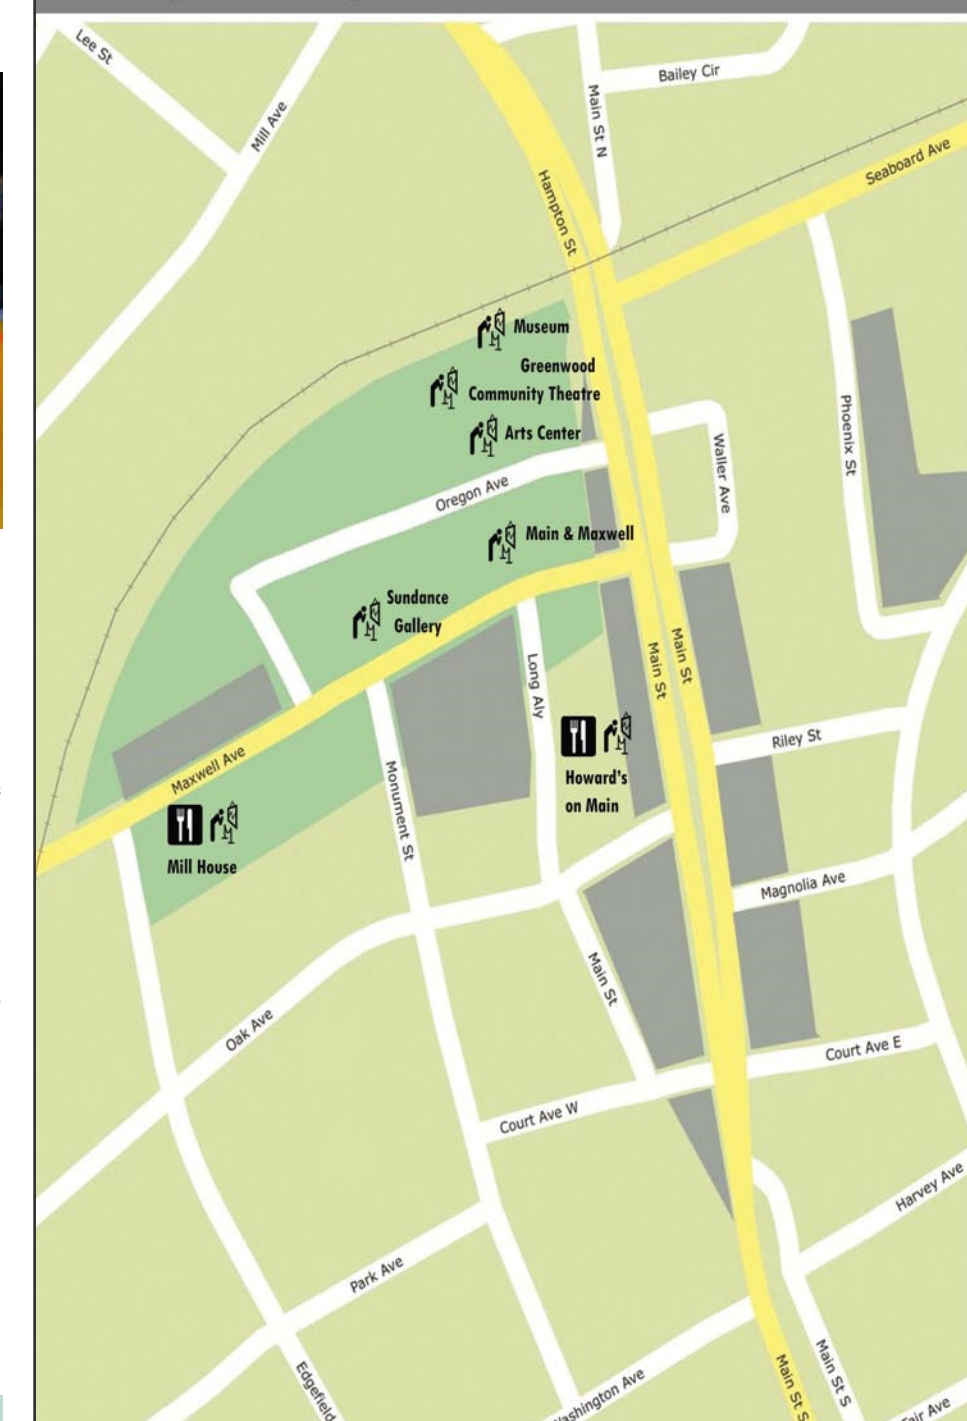 Lee St
Mill Ave
Bailey Cir
Main St N
Seaboard Ave
Hampton St
Museum
Greenwood
Community Theatre
Arts Center
Phoenix St
Waller Ave
Oregon Ave
Main & Maxwell
Sundance
Gallery
Long Aly
Main St
Main St
Riley St
Maxwell Ave
Howard's
on Main
Monument St
Mill House
Magnolia Ave
Main St
Oak Ave
Court Ave E
Court Ave W
Harvey Ave
Park Ave
Main St S
Main St S
Edgefield
Washington Ave